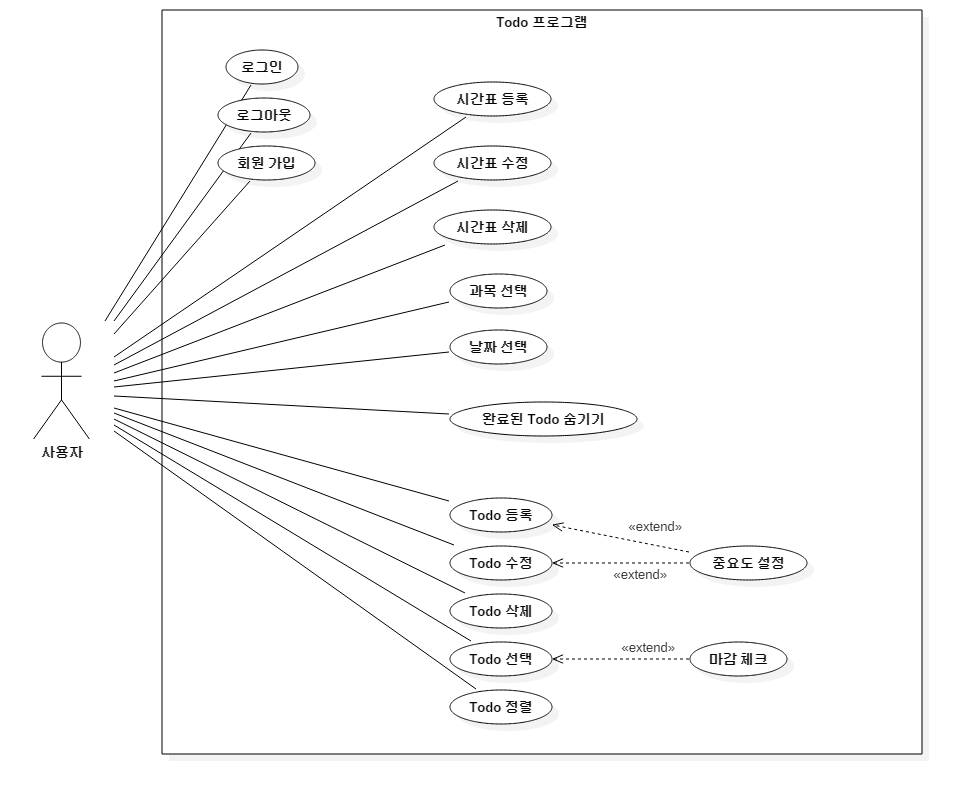 Todo 프로그램
로그인
로그마웃
회원 가입
시간표 등록
시간표 수정
시간표 삭제
과목 선택
날짜 선택
완료된 Todo 숨기기
사용자
Todo 등록
«extend»
Todo 수정
«extend»
중요도 설정
Todo 삭제
Todo 선택
«extend»
마감 체크
Todo 정렬